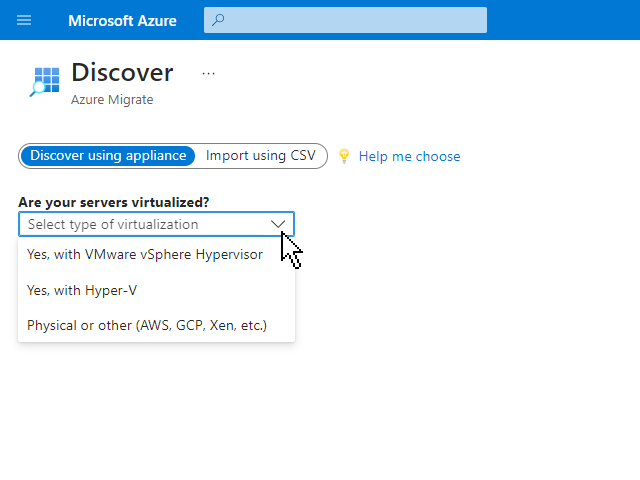 Microsoft Azure
Discover ...
Azure Migrate
Discover using appliance Import using CSV Help me choose
Are your servers virtualized?
Select type of virtualization
Yes, with VMware vSphere Hypervisor
Yes, with Hyper-V
Physical or other (AWS, GCP, Xen, etc.)